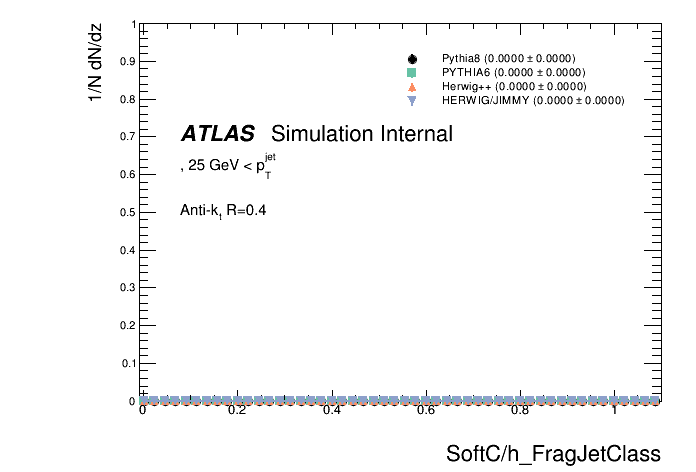 1/N dN/dz
1
0.9
0.8
0.7
0.6
0.5
0.4
0.3
0.2
0.1
0
Pythia8 (0.0000 ± 0.0000)
PYTHIA6 (0.0000 ± 0.0000)
Herwig++ (0.0000 ± 0.0000)
HERWIG/JIMMY (0.0000 ± 0.0000)
ATLAS Simulation Internal
, 25 GeV < p_T^jet
Anti-k_t R=0.4
0 0.2 0.4 0.6 0.8 1
SoftC/h_FragJetClass